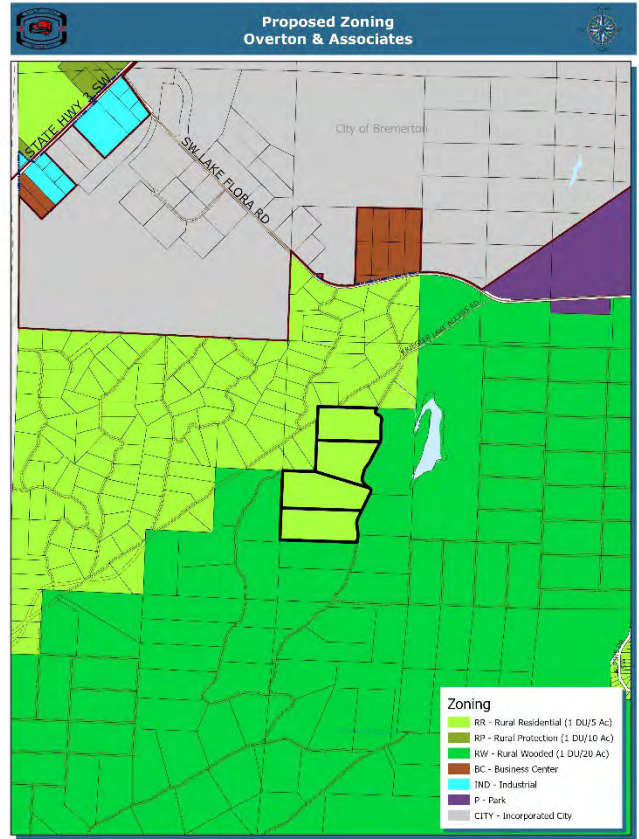 Proposed Zoning
Overton & Associates
STATE HWY 3 SW
City of Bremerton
SW LAKE FLORA RD
Zoning
RR - Rural Residential (1 DU/5 Ac)
RP - Rural Protection (1 DU/10 Ac)
RW - Rural Wooded (1 DU/20 Ac)
BC - Business Center
IND - Industrial
P - Park
CITY - Incorporated City